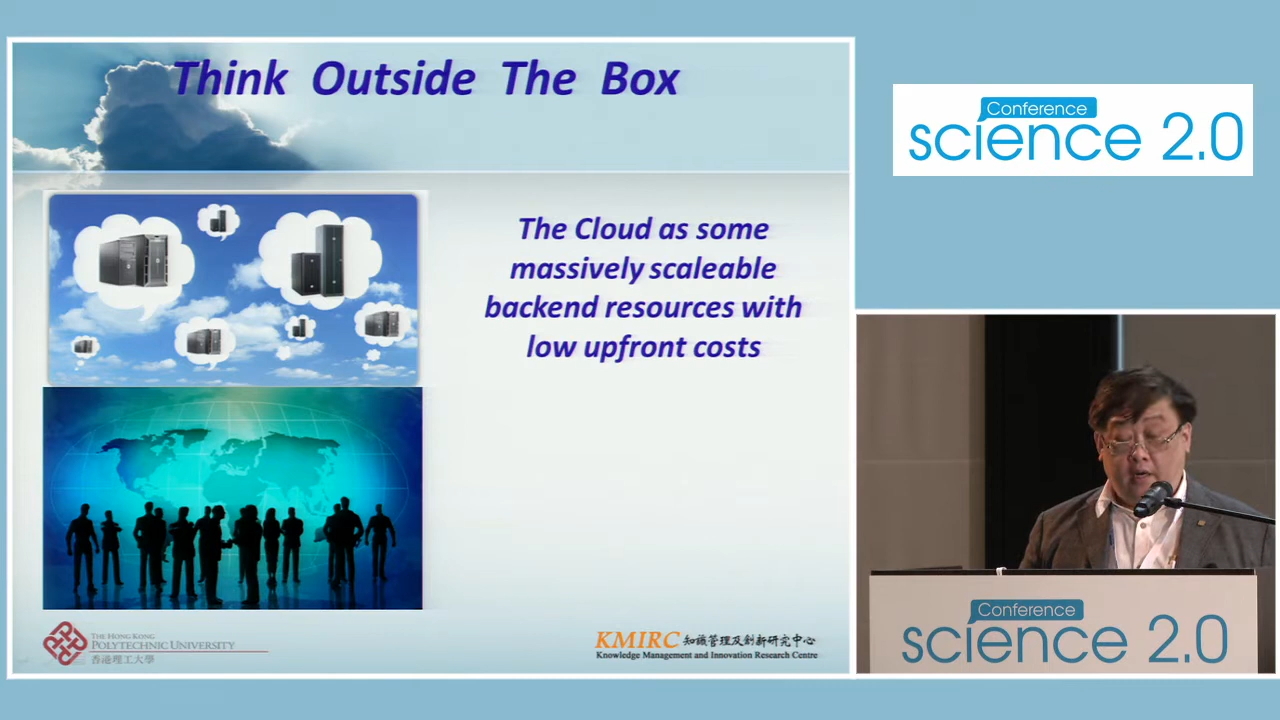 Think Outside The Box
The Cloud as some
massively scaleable
backend resources with
low upfront costs
THE HONG KONG
POLYTECHNIC UNIVERSITY
香港理工大學
KMIRC 知識管理及創新研究中心
Knowledge Management and Innovation Research Centre
Conference
science 2.0
Conference
science 2.0